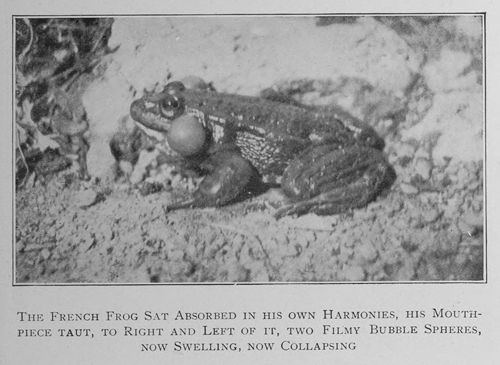 The French Frog Sat Absorbed in his own Harmonies, his Mouth-
piece taut, to Right and Left of it, two Filmy Bubble Spheres,
now Swelling, now Collapsing